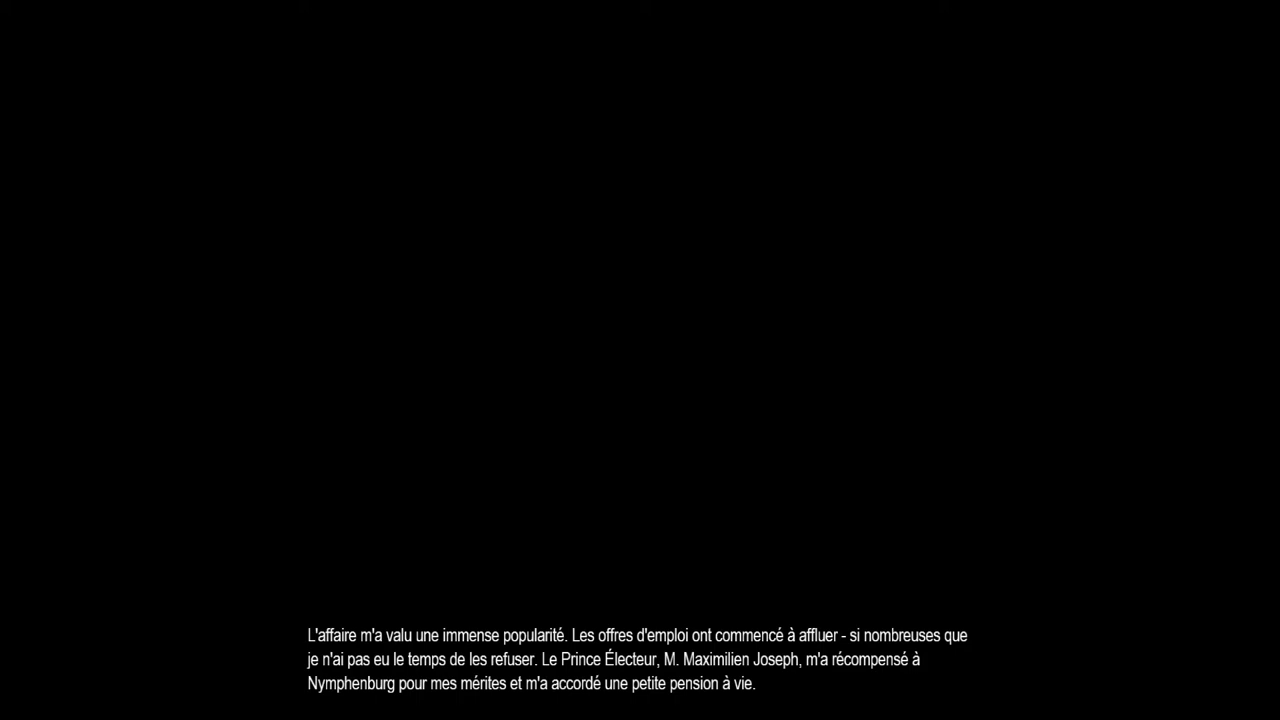 L'affaire m'a valu une immense popularité. Les offres d'emploi ont commencé à affluer - si nombreuses que
je n'ai pas eu le temps de les refuser. Le Prince Électeur, M. Maximilien Joseph, m'a récompensé à
Nymphenburg pour mes mérites et m'a accordé une petite pension à vie.